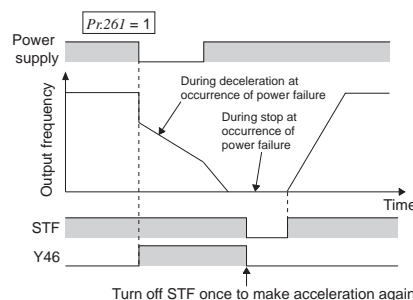 Pr.261 = 1
Power
supply
During deceleration at
occurrence of power failure
During stop at
occurrence of
power failure
Output frequency
Time
STF
Y46
Turn off STF once to make acceleration again